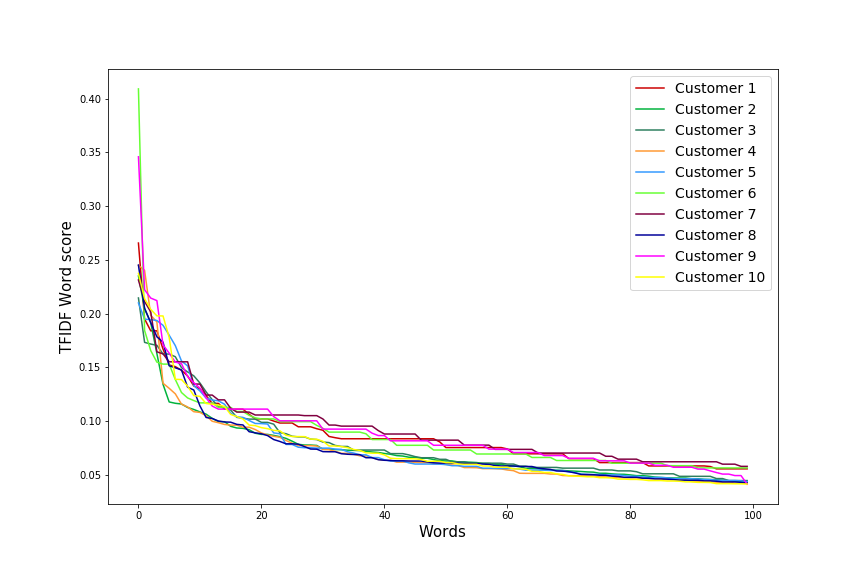 TFIDF Word score
0.40
0.35
0.30
0.25
0.20
0.15
0.10
0.05
0 20 40 60 80 100
Words
Customer 1
Customer 2
Customer 3
Customer 4
Customer 5
Customer 6
Customer 7
Customer 8
Customer 9
Customer 10